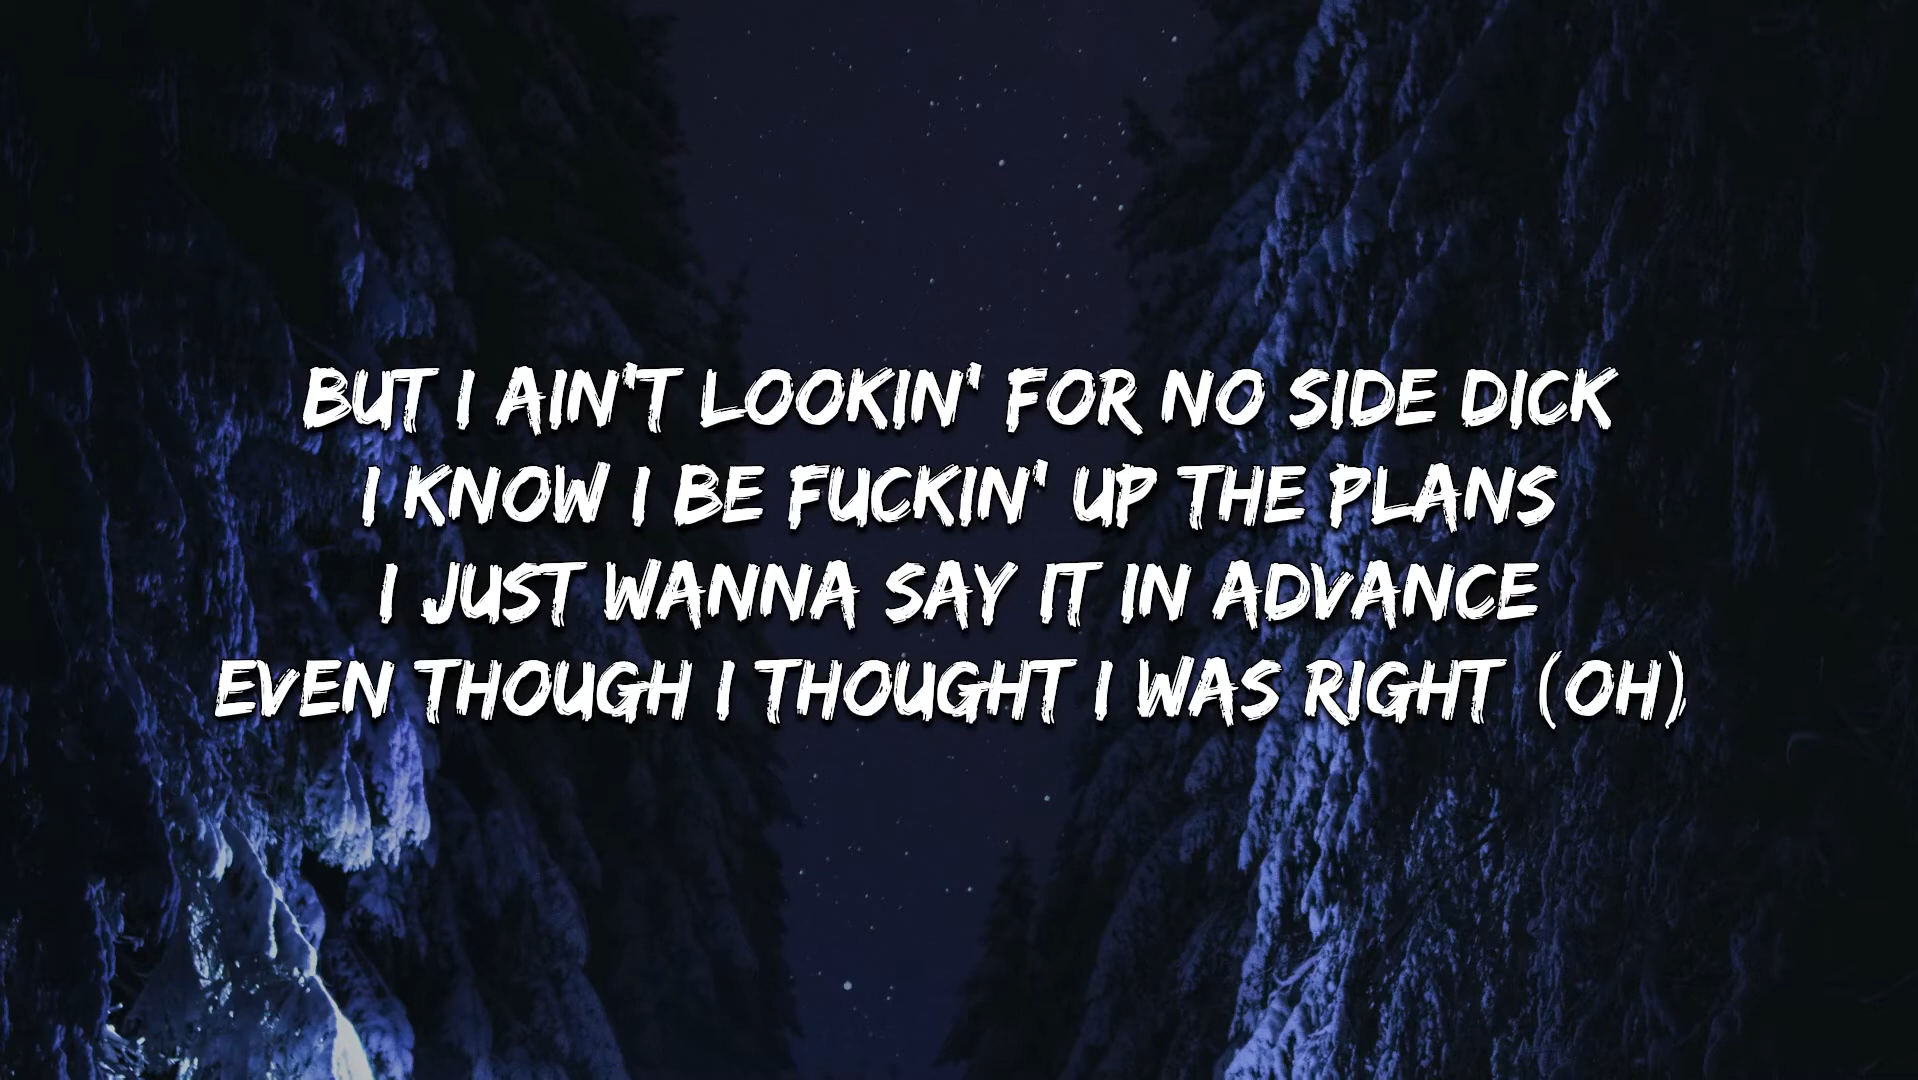 BUT I AIN'T LOOKIN' FOR NO SIDE DICK
I KNOW I BE FUCKIN' UP THE PLANS
I JUST WANNA SAY IT IN ADVANCE
EVEN THOUGH I THOUGHT I WAS RIGHT (OH)